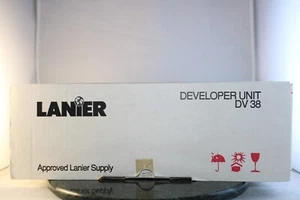 LANIER
DEVELOPER UNIT
DV 38
Approved Lanier Supply